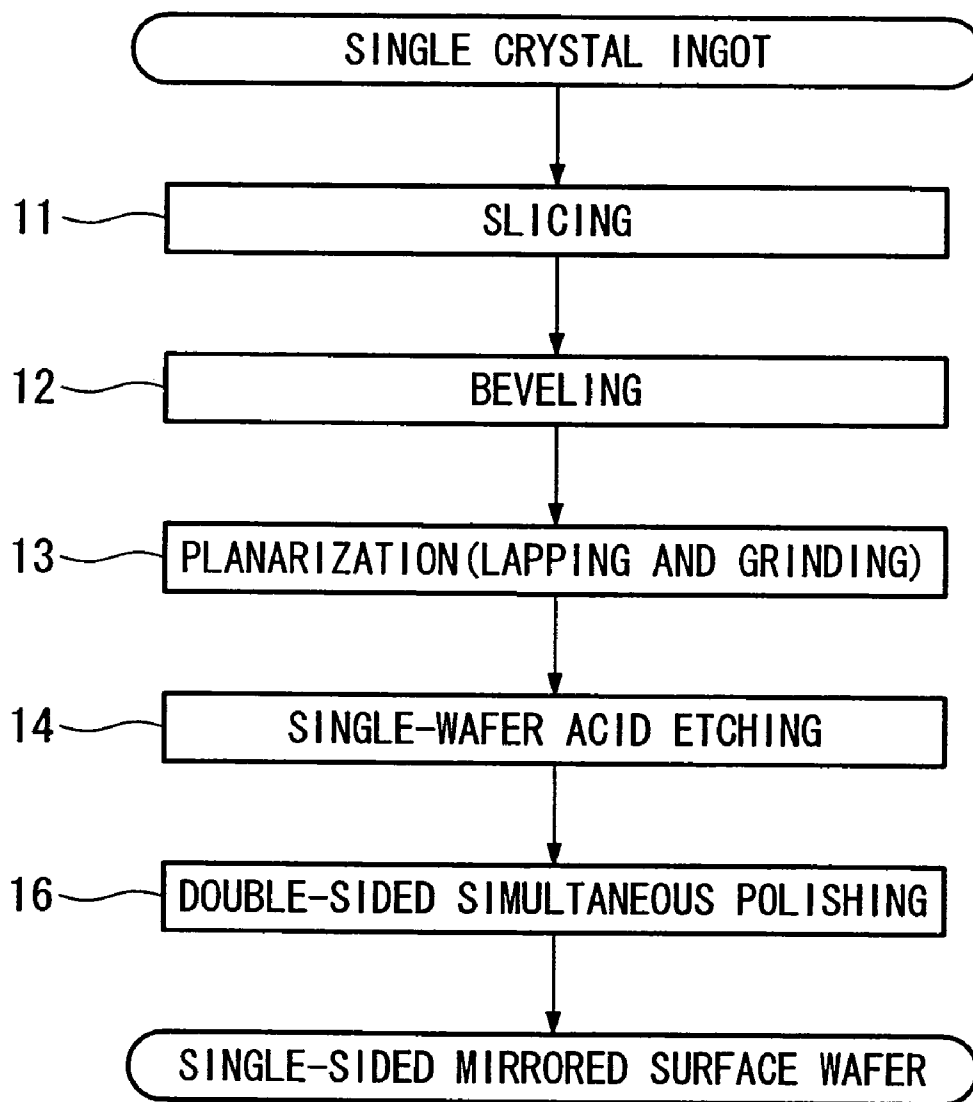 SINGLE CRYSTAL INGOT
11 SLICING
12 BEVELING
13 PLANARIZATION(LAPPING AND GRINDING)
14 SINGLE-WAFER ACID ETCHING
16 DOUBLE-SIDED SIMULTANEOUS POLISHING
SINGLE-SIDED MIRRORED SURFACE WAFER